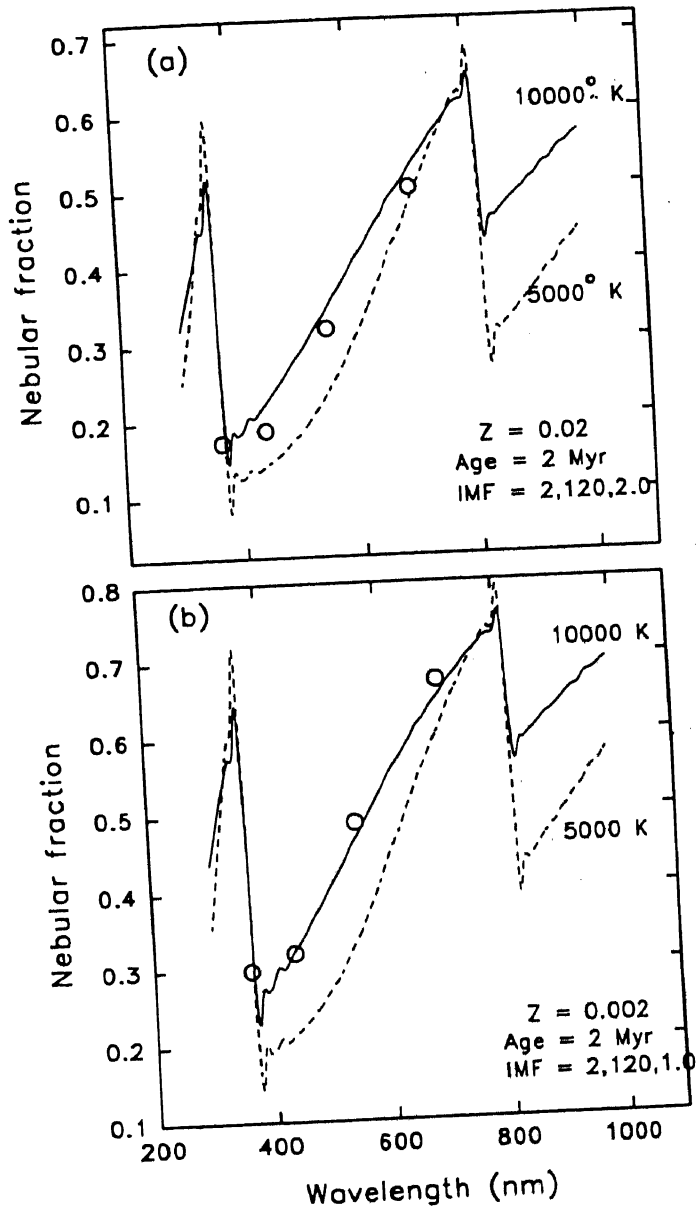 (a)
0.7
0.6
0.5
0.4
0.3
0.2
0.1
Nebular fraction
10000° K
5000° K
Z = 0.02
Age = 2 Myr
IMF = 2,120,2.0
(b)
0.8
0.7
0.6
0.5
0.4
0.3
0.2
0.1
Nebular fraction
10000 K
5000 K
Z = 0.002
Age = 2 Myr
IMF = 2,120,1.0
200 400 600 800 1000
Wavelength (nm)